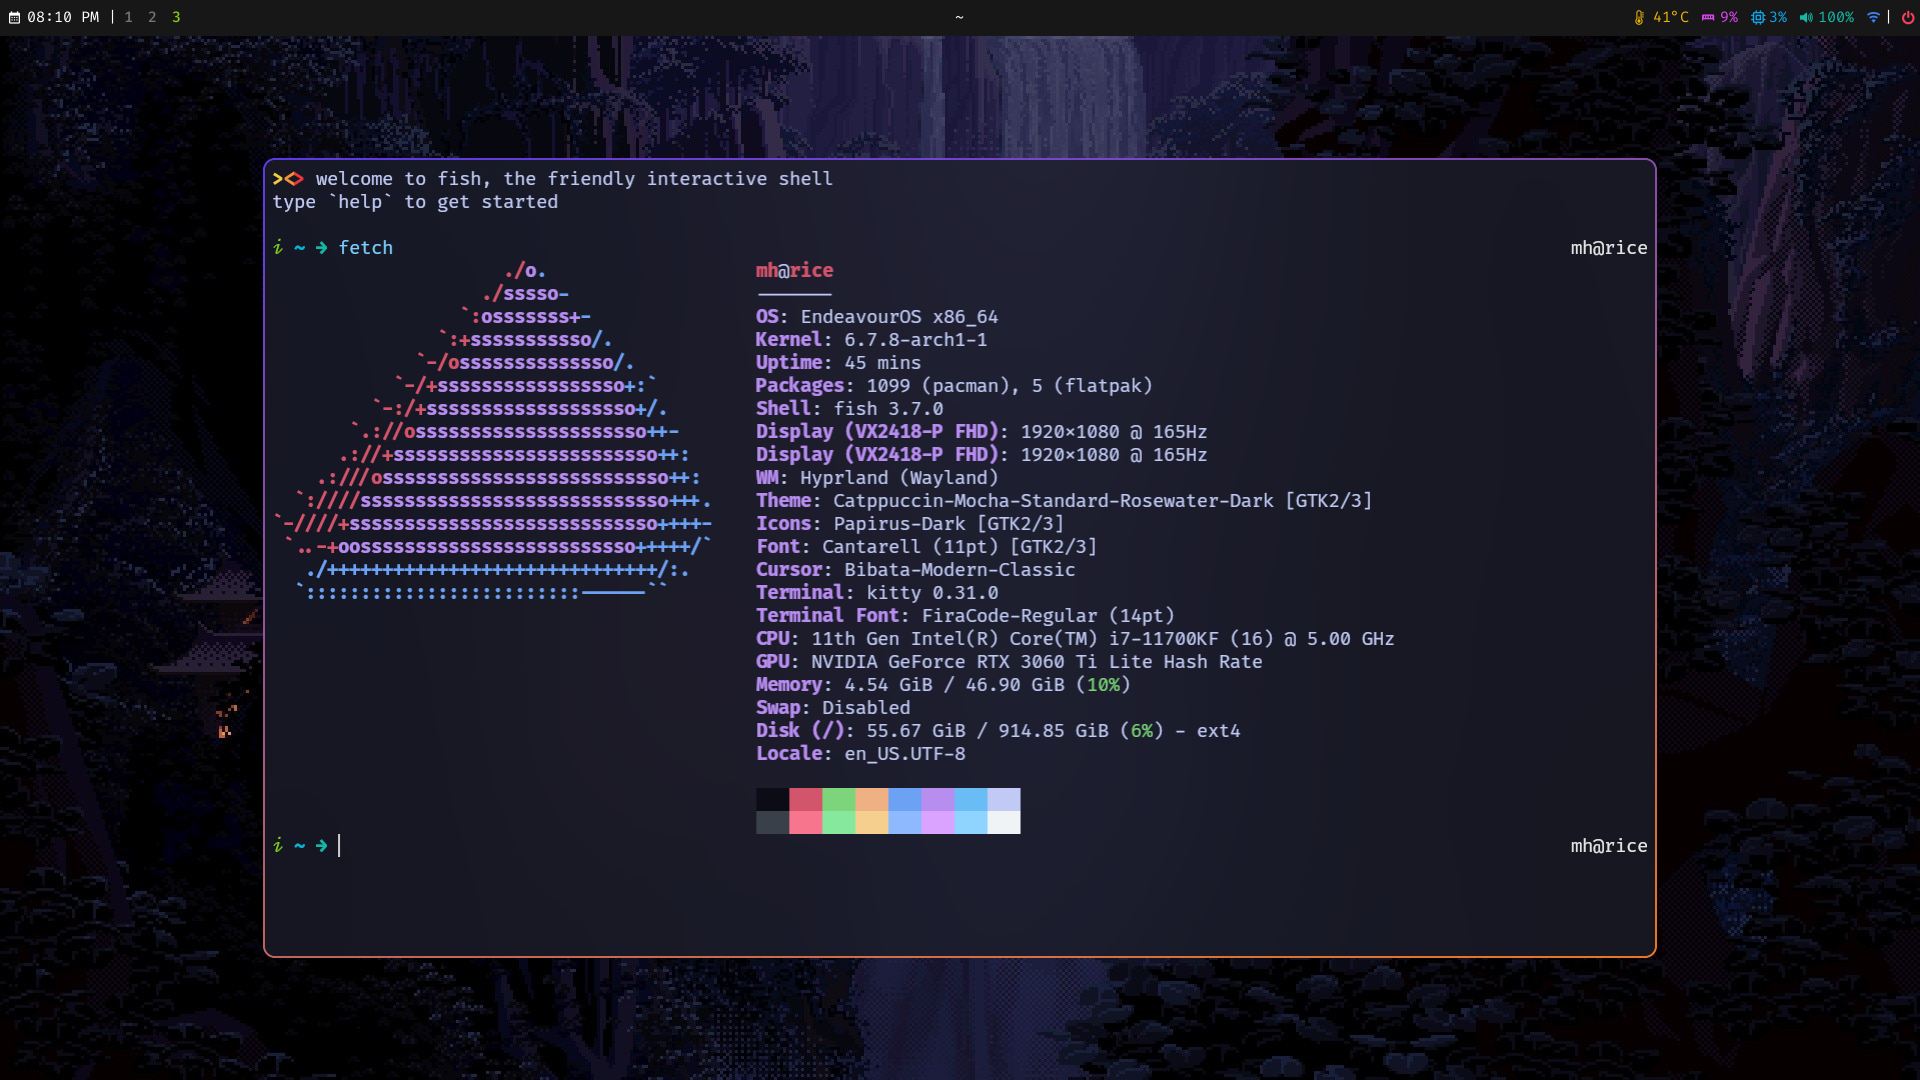 08:10 PM | 1 2 3 ~ 41°C 9% 3% 100% |
>< > welcome to fish, the friendly interactive shell
type `help` to get started
i ~ → fetch mh@rice
./o. mh@rice
./sssso- ───────
`:osssssss+- OS: EndeavourOS x86_64
`:+sssssssssso/. Kernel: 6.7.8-arch1-1
`-/ossssssssssssso/. Uptime: 45 mins
`-/+sssssssssssssssso+:` Packages: 1099 (pacman), 5 (flatpak)
`-:/+sssssssssssssssssso+/. Shell: fish 3.7.0
`.://osssssssssssssssssssso++- Display (VX2418-P FHD): 1920×1080 @ 165Hz
.://+ssssssssssssssssssssssso++: Display (VX2418-P FHD): 1920×1080 @ 165Hz
.:///ossssssssssssssssssssssssso++: WM: Hyprland (Wayland)
`:////ssssssssssssssssssssssssssso+++. Theme: Catppuccin-Mocha-Standard-Rosewater-Dark [GTK2/3]
`-////+ssssssssssssssssssssssssssso++++- Icons: Papirus-Dark [GTK2/3]
`..-+oosssssssssssssssssssssssso+++++/` Font: Cantarell (11pt) [GTK2/3]
./++++++++++++++++++++++++++++++/:. Cursor: Bibata-Modern-Classic
`:::::::::::::::::::::::::------`` Terminal: kitty 0.31.0
Terminal Font: FiraCode-Regular (14pt)
CPU: 11th Gen Intel(R) Core(TM) i7-11700KF (16) @ 5.00 GHz
GPU: NVIDIA GeForce RTX 3060 Ti Lite Hash Rate
Memory: 4.54 GiB / 46.90 GiB (10%)
Swap: Disabled
Disk (/): 55.67 GiB / 914.85 GiB (6%) - ext4
Locale: en_US.UTF-8
i ~ → mh@rice